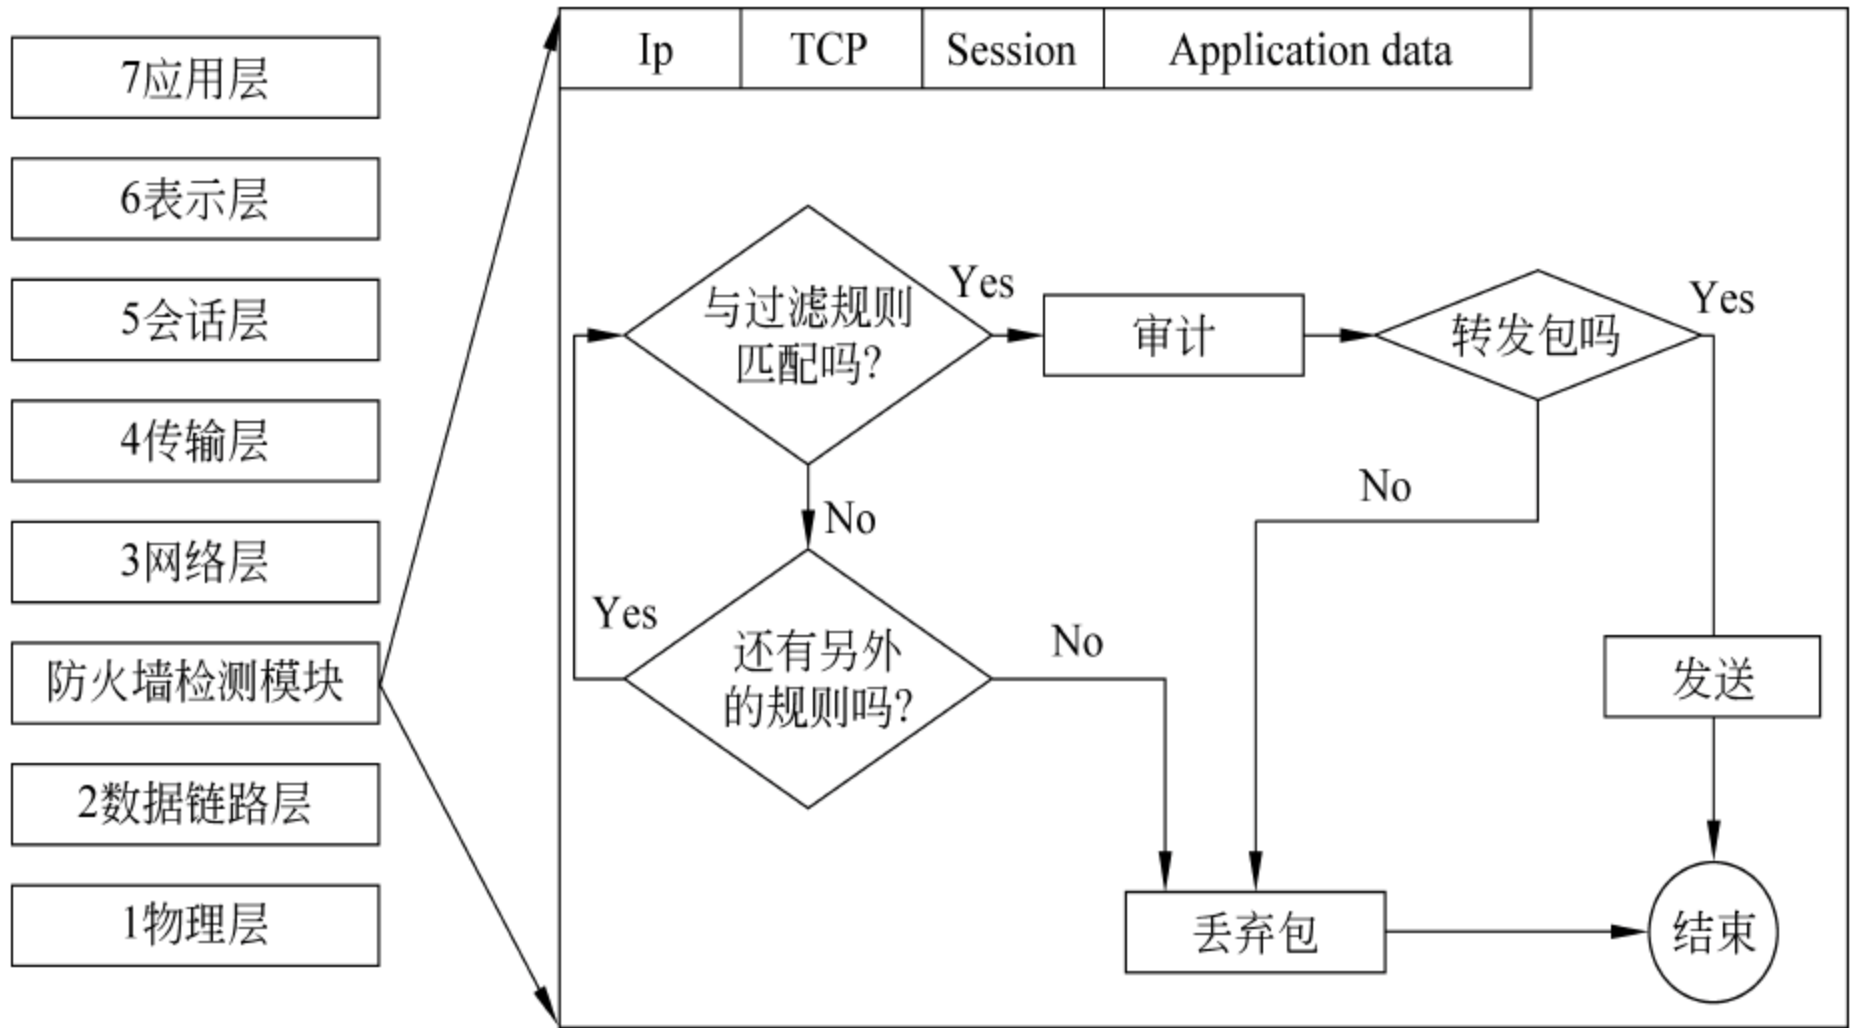 7应用层
6表示层
5会话层
4传输层
3网络层
防火墙检测模块
2数据链路层
1物理层
Ip
TCP
Session
Application data
与过滤规则
匹配吗?
Yes
审计
转发包吗
Yes
No
No
Yes
还有另外
的规则吗?
No
发送
丢弃包
结束